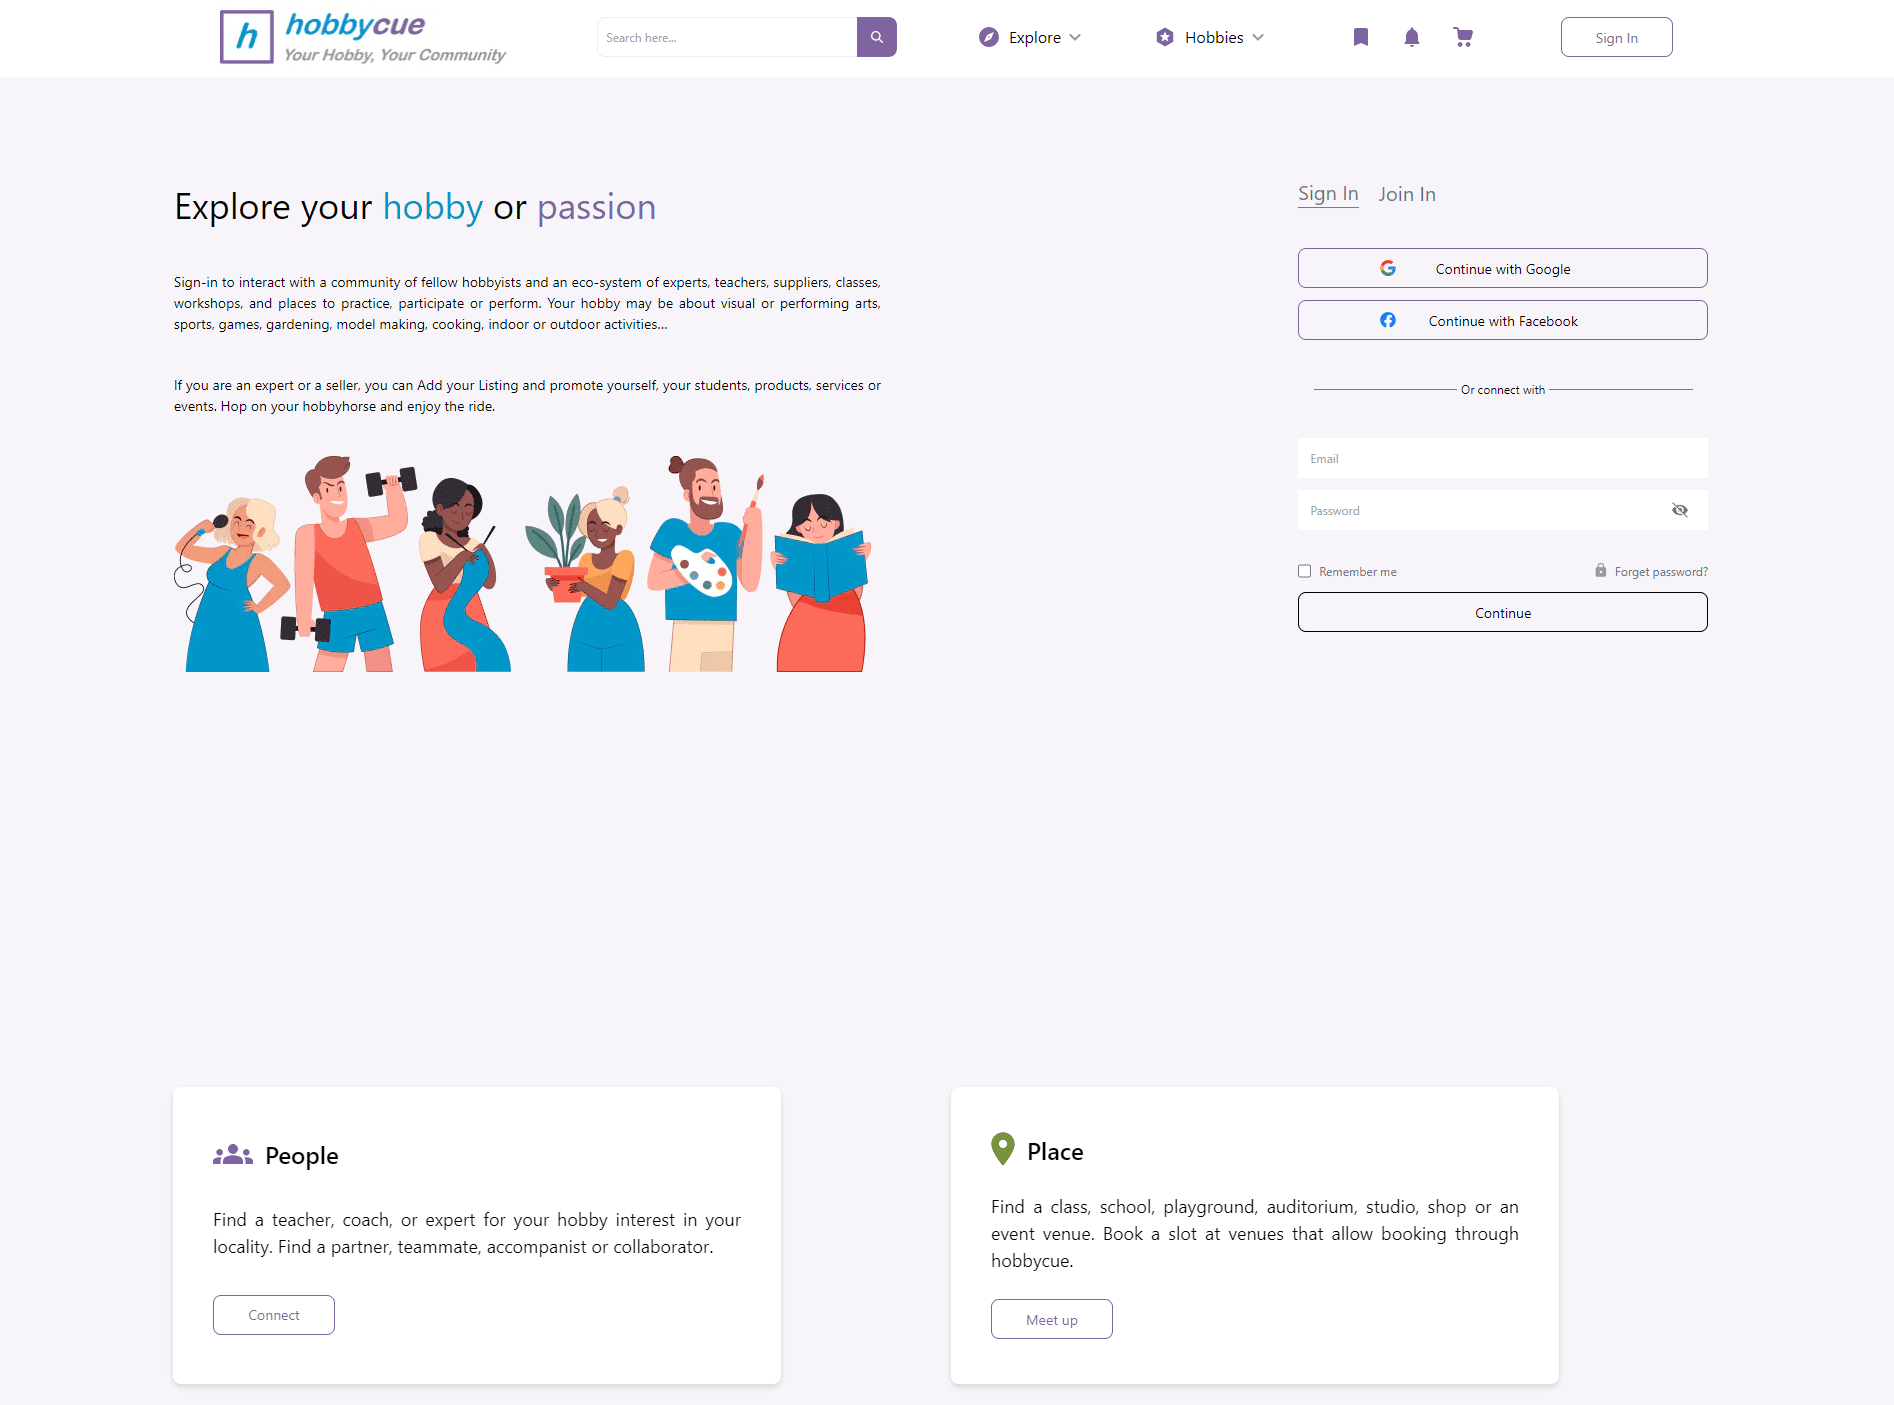 h hobbycue
Your Hobby, Your Community
Search here...
Explore
Hobbies
Sign In
Explore your hobby or passion
Sign-in to interact with a community of fellow hobbyists and an eco-system of experts, teachers, suppliers, classes,
workshops, and places to practice, participate or perform. Your hobby may be about visual or performing arts,
sports, games, gardening, model making, cooking, indoor or outdoor activities...
If you are an expert or a seller, you can Add your Listing and promote yourself, your students, products, services or
events. Hop on your hobbyhorse and enjoy the ride.
Sign In Join In
Continue with Google
Continue with Facebook
Or connect with
Email
Password
Remember me Forget password?
Continue
People
Find a teacher, coach, or expert for your hobby interest in your
locality. Find a partner, teammate, accompanist or collaborator.
Connect
Place
Find a class, school, playground, auditorium, studio, shop or an
event venue. Book a slot at venues that allow booking through
hobbycue.
Meet up